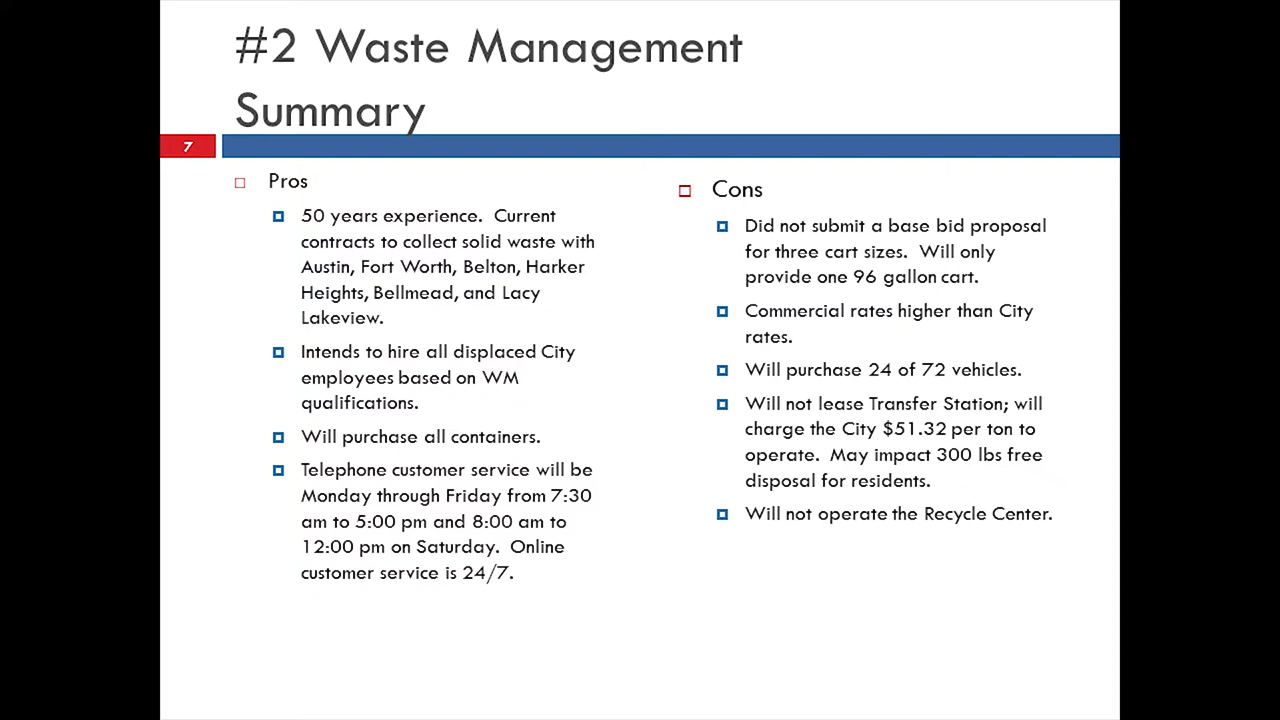 #2 Waste Management
Summary
7
Pros
50 years experience.  Current
contracts to collect solid waste with
Austin, Fort Worth, Belton, Harker
Heights, Bellmead, and Lacy
Lakeview.
Intends to hire all displaced City
employees based on WM
qualifications.
Will purchase all containers.
Telephone customer service will be
Monday through Friday from 7:30
am to 5:00 pm and 8:00 am to
12:00 pm on Saturday.  Online
customer service is 24/7.
Cons
Did not submit a base bid proposal
for three cart sizes.  Will only
provide one 96 gallon cart.
Commercial rates higher than City
rates.
Will purchase 24 of 72 vehicles.
Will not lease Transfer Station; will
charge the City $51.32 per ton to
operate.  May impact 300 lbs free
disposal for residents.
Will not operate the Recycle Center.